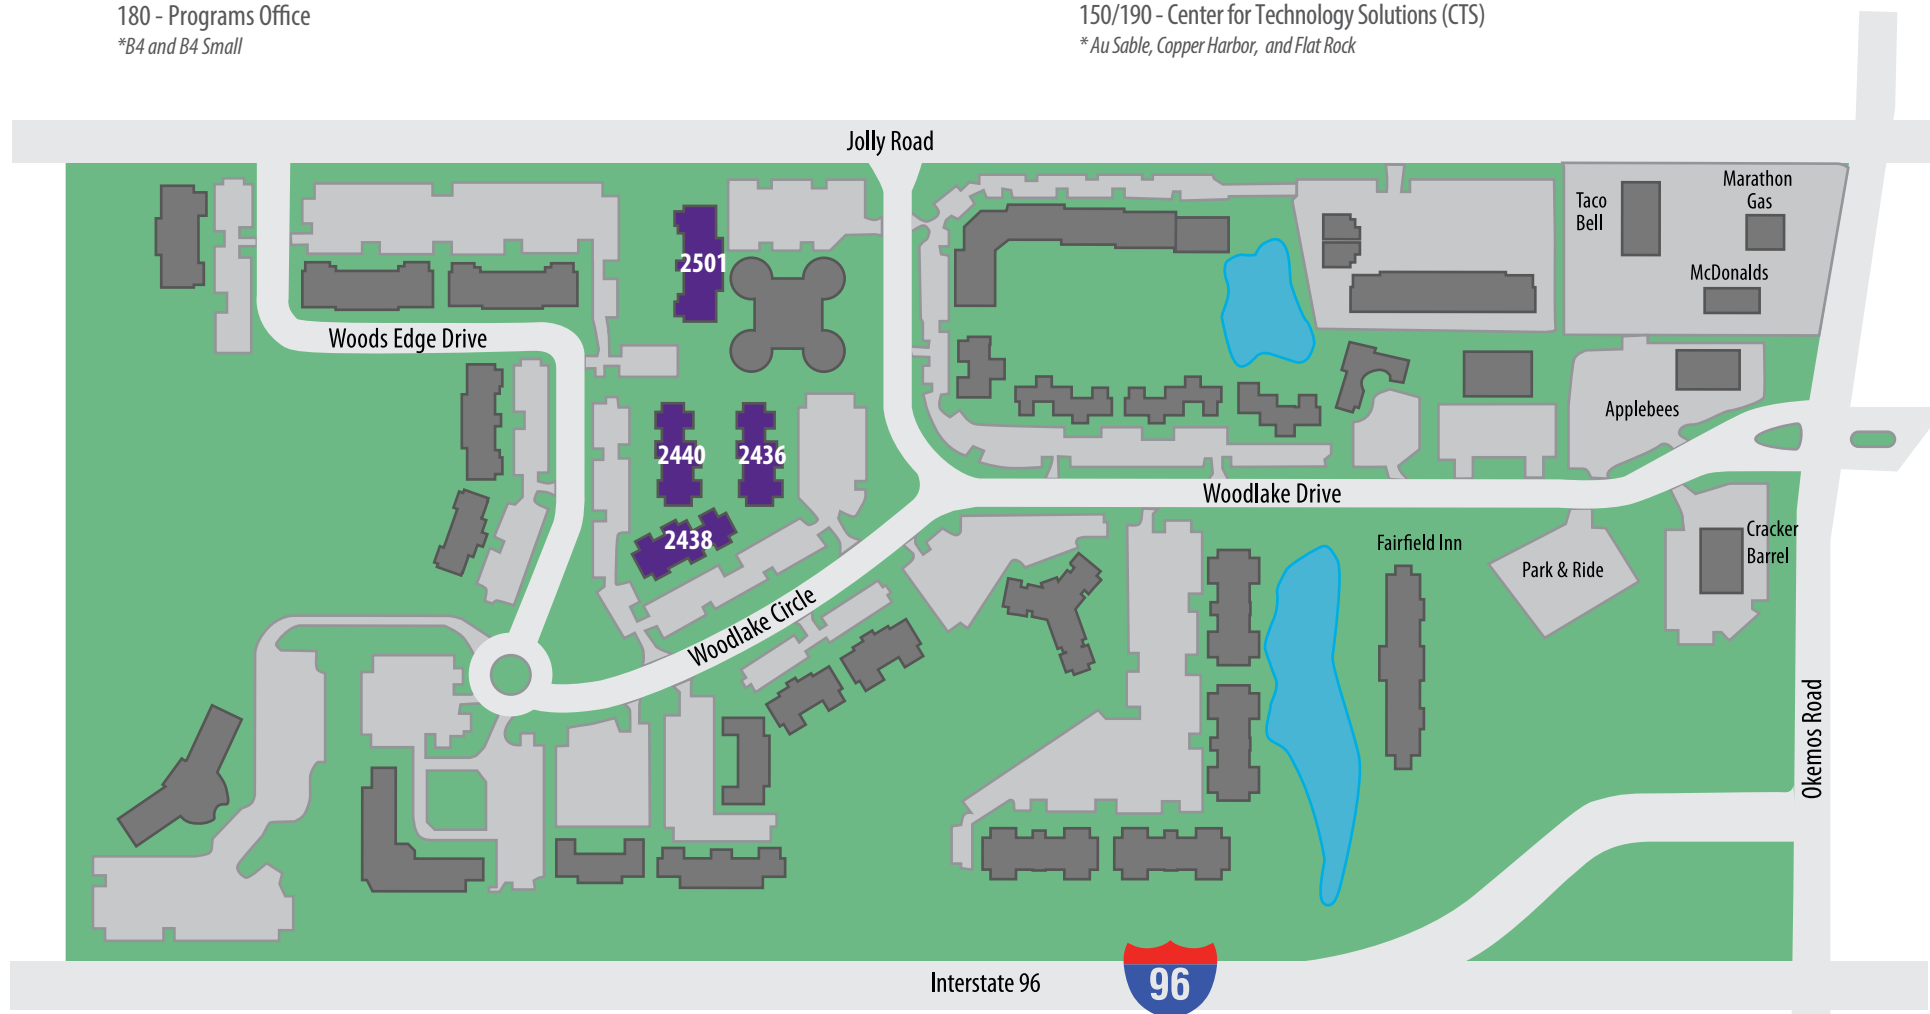 180 - Programs Office
*B4 and B4 Small
150/190 - Center for Technology Solutions (CTS)
* Au Sable, Copper Harbor, and Flat Rock
Jolly Road
Taco
Bell
Marathon
Gas
McDonalds
2501
Woods Edge Drive
Applebees
2440
2436
2438
Woodlake Drive
Fairfield Inn
Park & Ride
Cracker
Barrel
Woodlake Circle
Okemos Road
Interstate 96
96